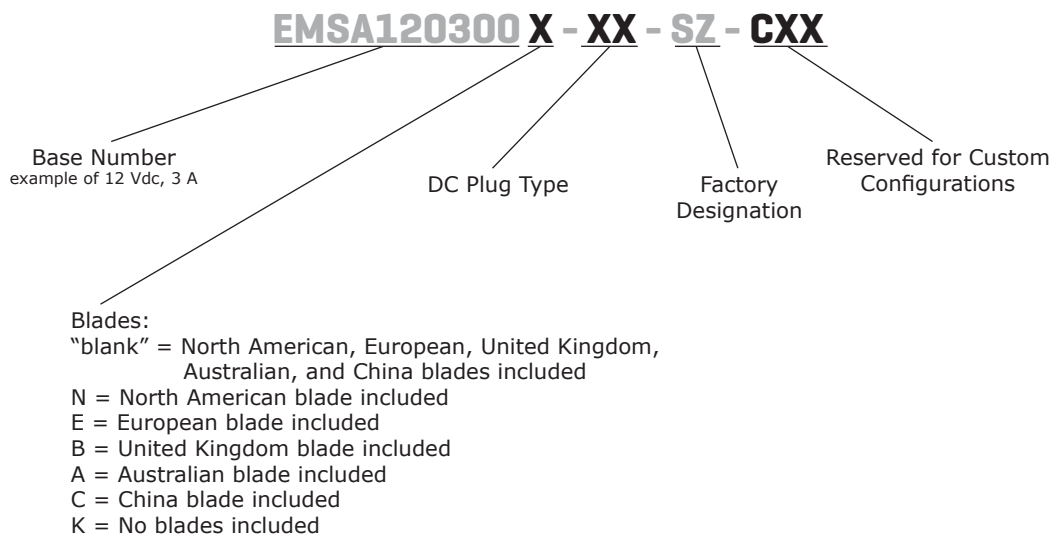 EMSA120300 X - XX - SZ - CXX
Base Number
example of 12 Vdc, 3 A
DC Plug Type
Factory
Designation
Reserved for Custom
Configurations
Blades:
“blank” = North American, European, United Kingdom,
Australian, and China blades included
N = North American blade included
E = European blade included
B = United Kingdom blade included
A = Australian blade included
C = China blade included
K = No blades included